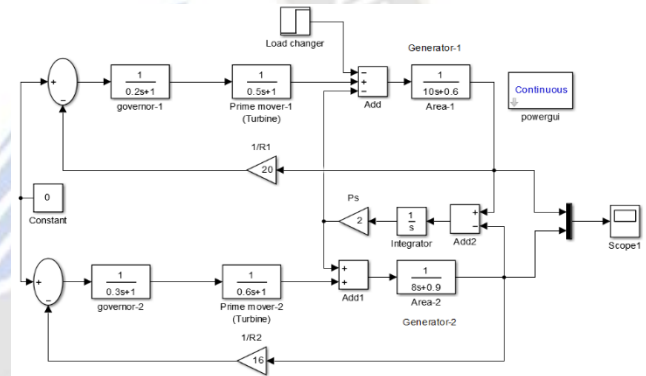 Load changer
Generator-1
1
0.2s+1
governor-1
1
0.5s+1
Prime mover-1
(Turbine)
−
+
−
Add
1
10s+0.6
Area-1
Continuous
powergui
+
−
1/R1
20
0
Constant
Ps
2
1
s
Integrator
+
−
Add2
Scope1
+
−
1
0.3s+1
governor-2
1
0.6s+1
Prime mover-2
(Turbine)
+
+
Add1
1
8s+0.9
Area-2
Generator-2
1/R2
16